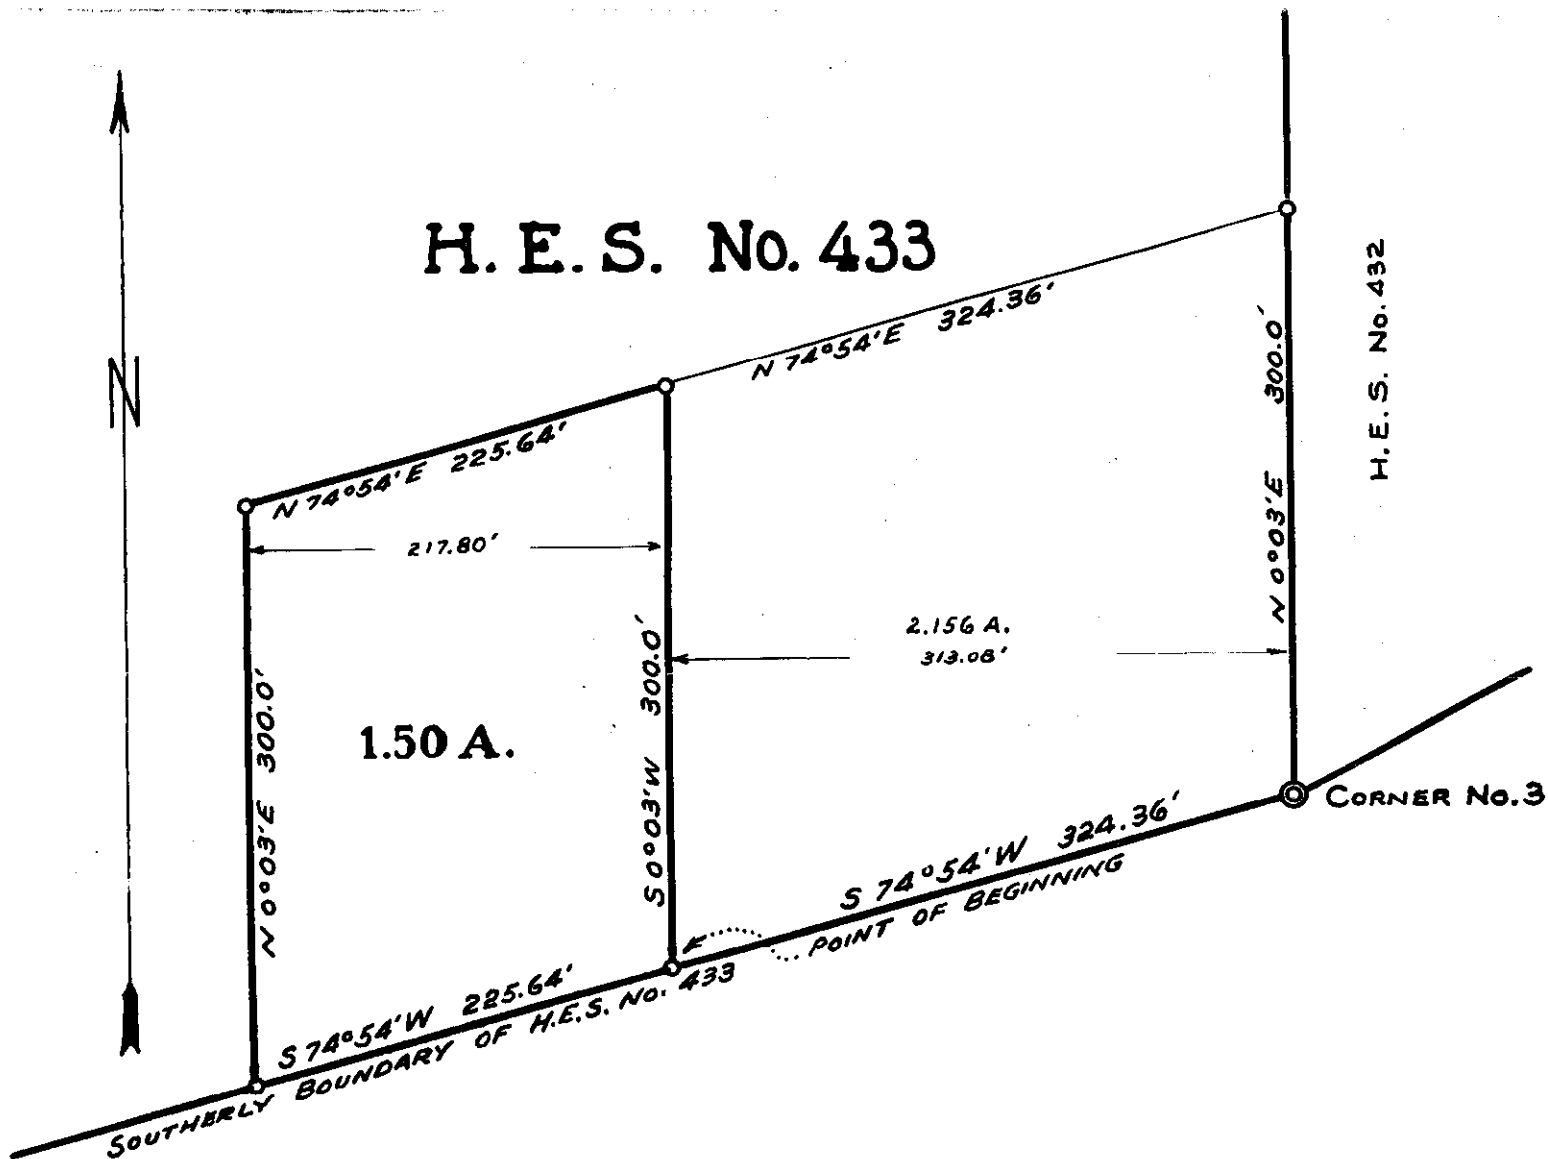 H. E. S. No. 433
N
N 74°54'E 324.36'
N 74°54'E 225.64'
217.80'
H.E.S. No. 432
N 0°03'E 300.0'
2.156 A.
313.08'
S 0°03'W 300.0'
N 0°03'E 300.0'
1.50 A.
CORNER No. 3
S 74°54'W 324.36'
POINT OF BEGINNING
S 74°54'W 225.64'
SOUTHERLY BOUNDARY OF H.E.S. No. 433